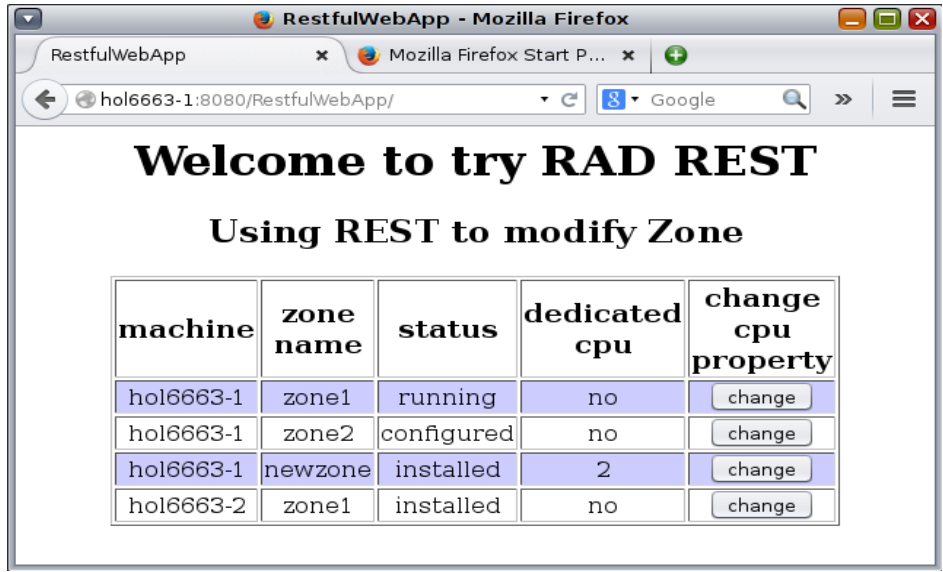 RestfulWebApp - Mozilla Firefox
RestfulWebApp
Mozilla Firefox Start P...
hol6663-1:8080/RestfulWebApp/
8 Google
Welcome to try RAD REST
Using REST to modify Zone
machine zone name status dedicated cpu change cpu property
hol6663-1 zone1 running no change
hol6663-1 zone2 configured no change
hol6663-1 newzone installed 2 change
hol6663-2 zone1 installed no change